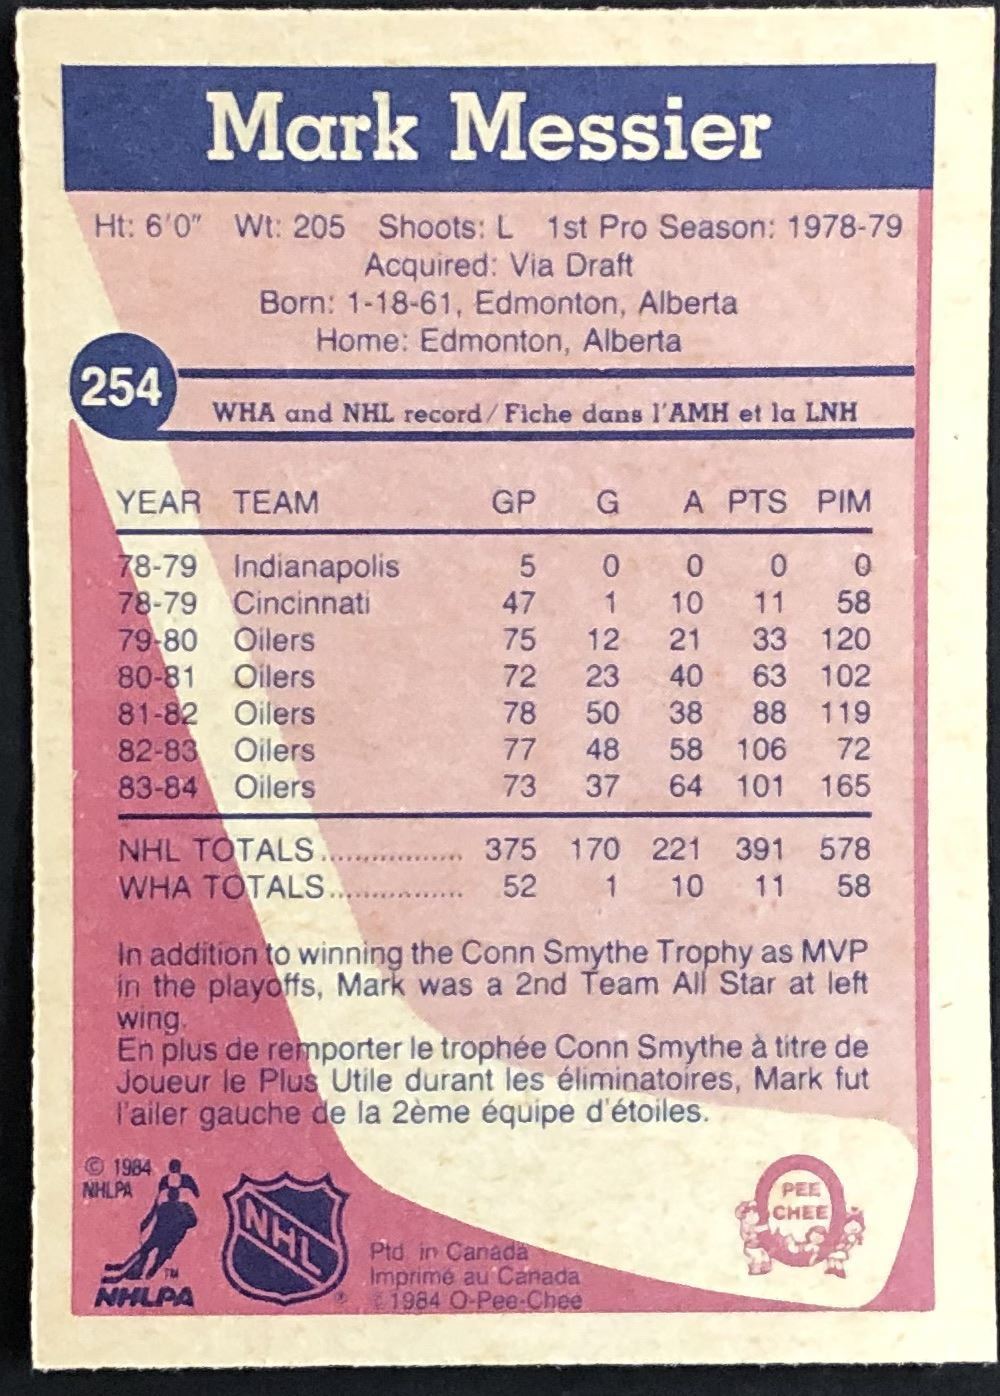 Mark Messier
Ht: 6'0" Wt: 205 Shoots: L 1st Pro Season: 1978-79
Acquired: Via Draft
Born: 1-18-61, Edmonton, Alberta
Home: Edmonton, Alberta
254
WHA and NHL record/Fiche dans l'AMH et la LNH
YEAR TEAM GP G A PTS PIM
78-79 Indianapolis 5 0 0 0 0
78-79 Cincinnati 47 1 10 11 58
79-80 Oilers 75 12 21 33 120
80-81 Oilers 72 23 40 63 102
81-82 Oilers 78 50 38 88 119
82-83 Oilers 77 48 58 106 72
83-84 Oilers 73 37 64 101 165
NHL TOTALS.................. 375 170 221 391 578
WHA TOTALS................. 52 1 10 11 58
In addition to winning the Conn Smythe Trophy as MVP
in the playoffs, Mark was a 2nd Team All Star at left
wing.
En plus de remporter le trophée Conn Smythe à titre de
Joueur le Plus Utile durant les éliminatoires, Mark fut
l'ailer gauche de la 2ème équipe d'étoiles.
© 1984
NHLPA
TM
NHLPA
NHL
®
Ptd. in Canada
Imprimé au Canada
© 1984 O-Pee-Chee
PEE
CHEE